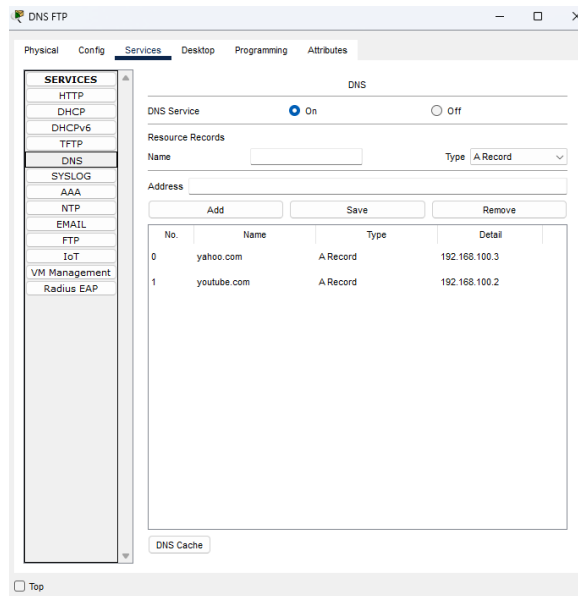 DNS FTP
Physical Config Services Desktop Programming Attributes
SERVICES
HTTP
DHCP
DHCPv6
TFTP
DNS
SYSLOG
AAA
NTP
EMAIL
FTP
IoT
VM Management
Radius EAP
DNS
DNS Service On Off
Resource Records
Name Type A Record
Address
Add Save Remove
No. Name Type Detail
0 yahoo.com A Record 192.168.100.3
1 youtube.com A Record 192.168.100.2
DNS Cache
Top